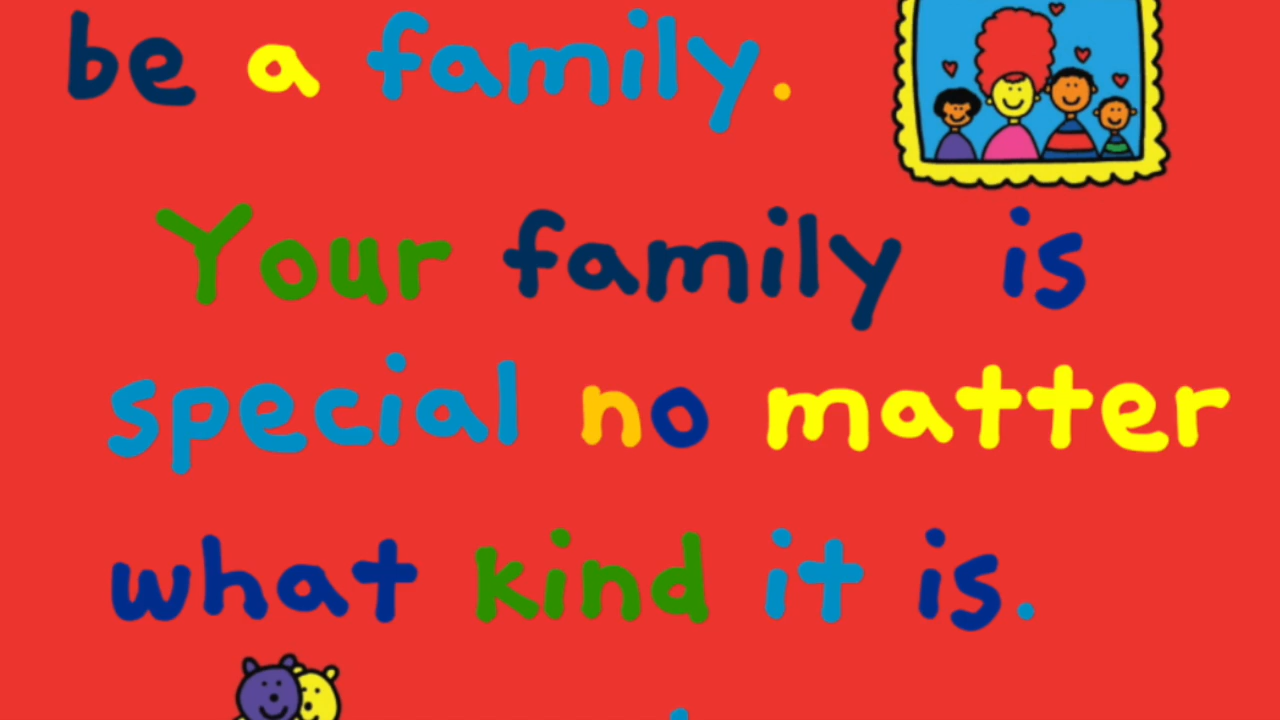 be a family.
Your family is
special no matter
what kind it is.